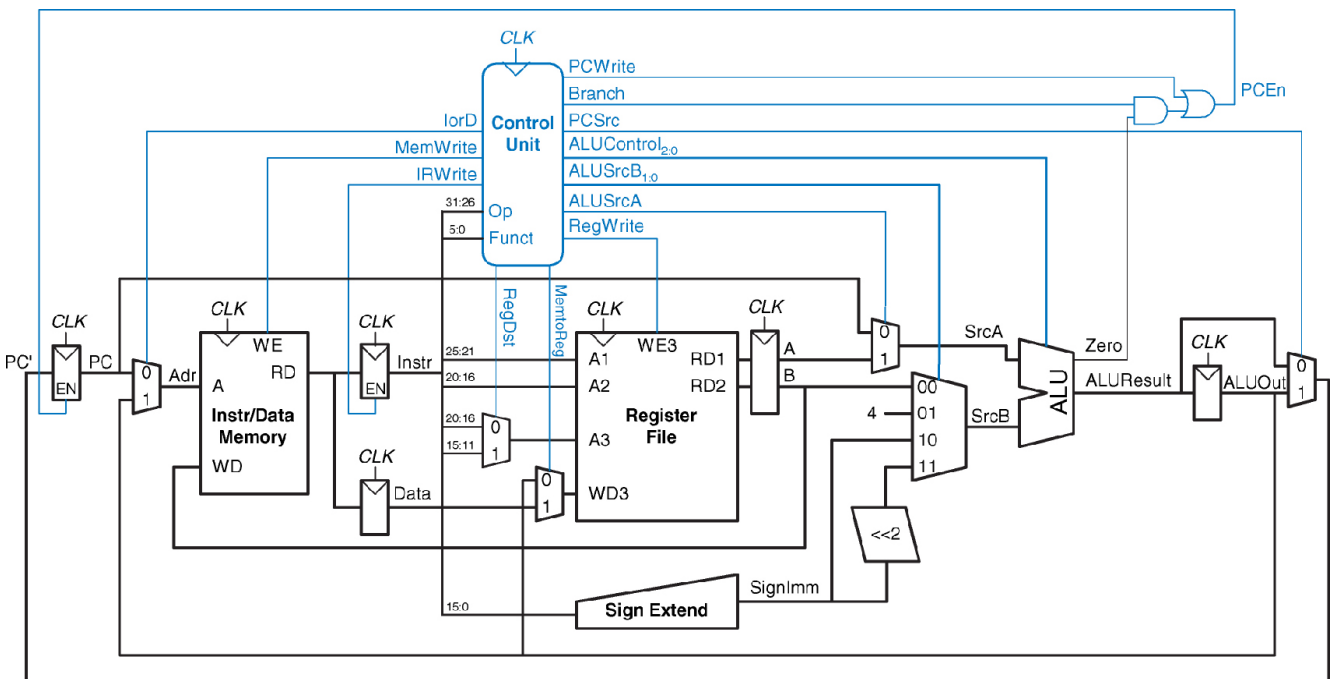 CLK
PCWrite
Branch
PCEn
IorD
Control
Unit
PCSrc
MemWrite
ALUControl2:0
IRWrite
ALUSrcB1:0
31:26
Op
ALUSrcA
5:0
Funct
RegWrite
RegDst
MemtoReg
CLK
CLK
CLK
CLK
CLK
CLK
PC'
EN
PC
0
1
Adr
WE
A
RD
Instr/Data
Memory
WD
EN
Instr
25:21
20:16
20:16
15:11
0
1
A1
A2
A3
WD3
WE3
RD1
RD2
Register
File
A
B
0
1
SrcA
00
4
01
10
11
SrcB
ALU
Zero
ALUResult
ALUOut
0
1
CLK
Data
0
1
<<2
15:0
Sign Extend
SignImm